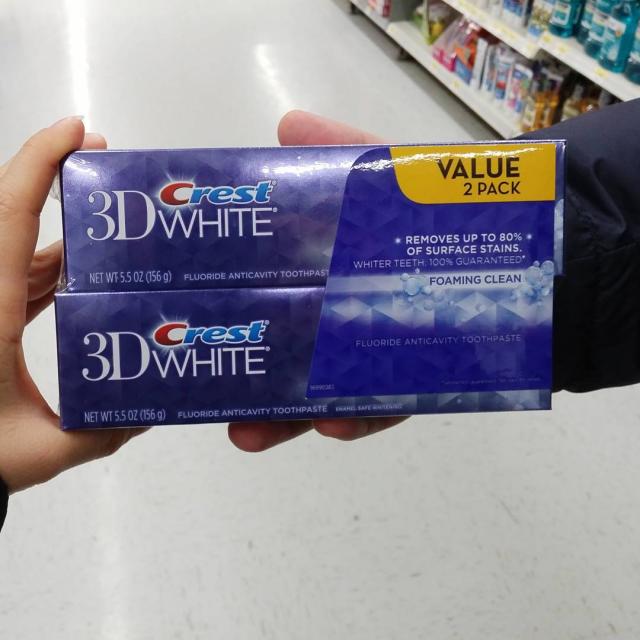 VALUE
2 PACK
Crest
3D WHITE
NET WT 5.5 OZ (156 g) FLUORIDE ANTICAVITY TOOTHPAST
REMOVES UP TO 80%
OF SURFACE STAINS.
WHITER TEETH. 100% GUARANTEED*
FOAMING CLEAN
FLUORIDE ANTICAVITY TOOTHPASTE
Crest
3D WHITE
NET WT 5.5 OZ (156 g) FLUORIDE ANTICAVITY TOOTHPASTE ENAMEL SAFE WHITENING